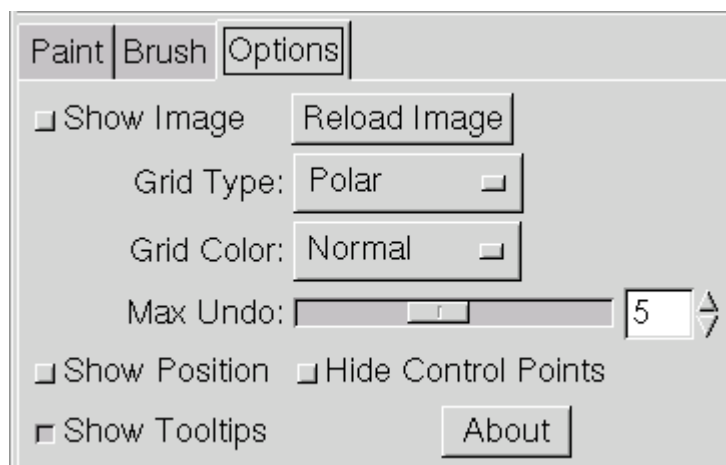 Paint Brush Options
Show Image Reload Image
Grid Type: Polar
Grid Color: Normal
Max Undo: 5
Show Position Hide Control Points
Show Tooltips About